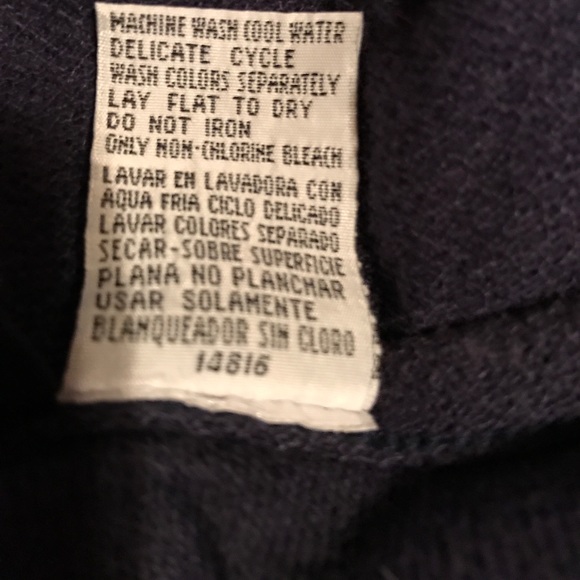 MACHINE WASH COOL WATER
DELICATE CYCLE
WASH COLORS SEPARATELY
LAY FLAT TO DRY
DO NOT IRON
ONLY NON-CHLORINE BLEACH
LAVAR EN LAVADORA CON
AQUA FRIA CICLO DELICADO
LAVAR COLORES SEPARADO
SECAR-SOBRE SUPERFICIE
PLANA NO PLANCHAR
USAR SOLAMENTE
BLANQUEADOR SIN CLORO
14616